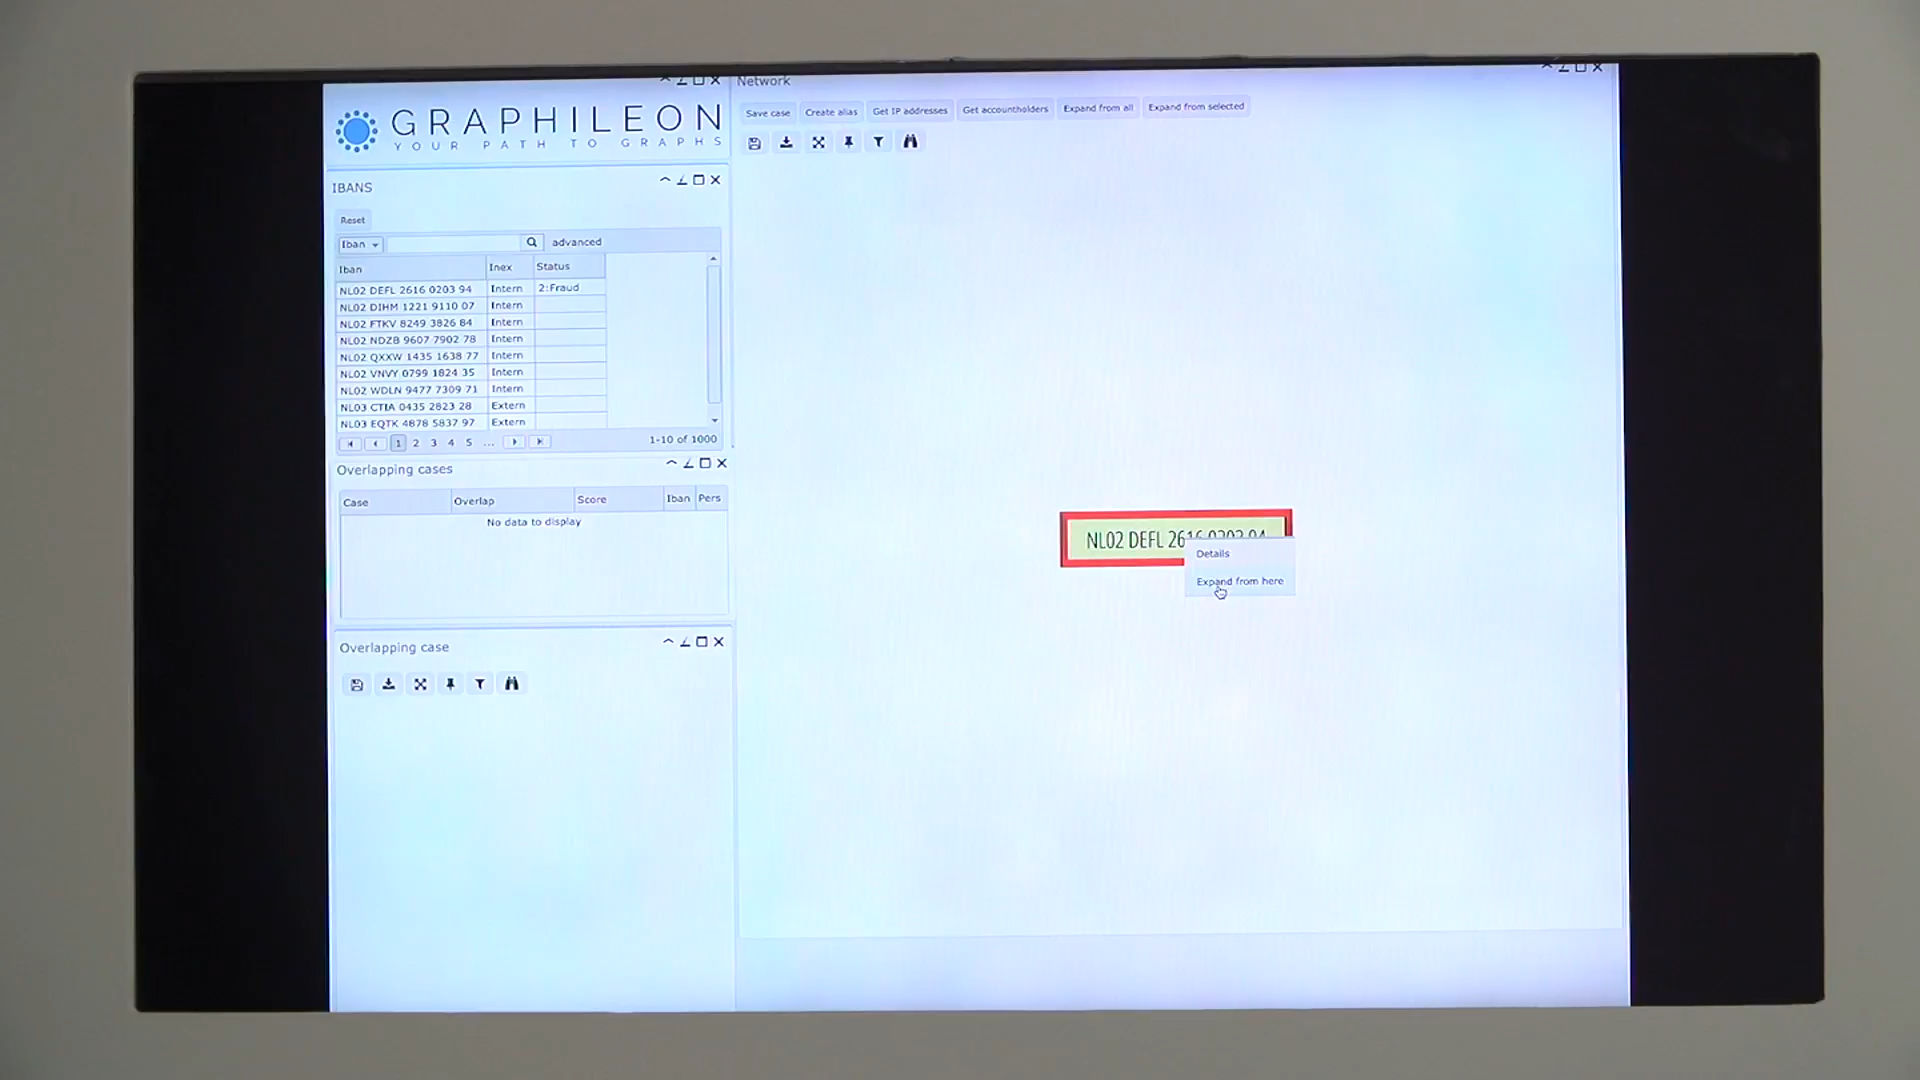 GRAPHILEON
YOUR PATH TO GRAPHS
IBANS
Reset
Iban
advanced
Iban Inex Status
NL02 DEFL 2616 0203 94 Intern 2:Fraud
NL02 DIHM 1221 9110 07 Intern
NL02 FTKV 8249 3826 84 Intern
NL02 NDZB 9607 7902 78 Intern
NL02 QXXW 1435 1638 77 Intern
NL02 VNVY 0799 1824 35 Intern
NL02 WDLN 9477 7309 71 Intern
NL03 CTIA 0435 2823 28 Extern
NL03 EQTK 4878 5837 97 Extern
1 2 3 4 5 ... 1-10 of 1000
Overlapping cases
Case Overlap Score Iban Pers
No data to display
Overlapping case
Network
Save case Create alias Get IP addresses Get accountholders Expand from all Expand from selected
NL02 DEFL 2616 0203 94
Details
Expand from here